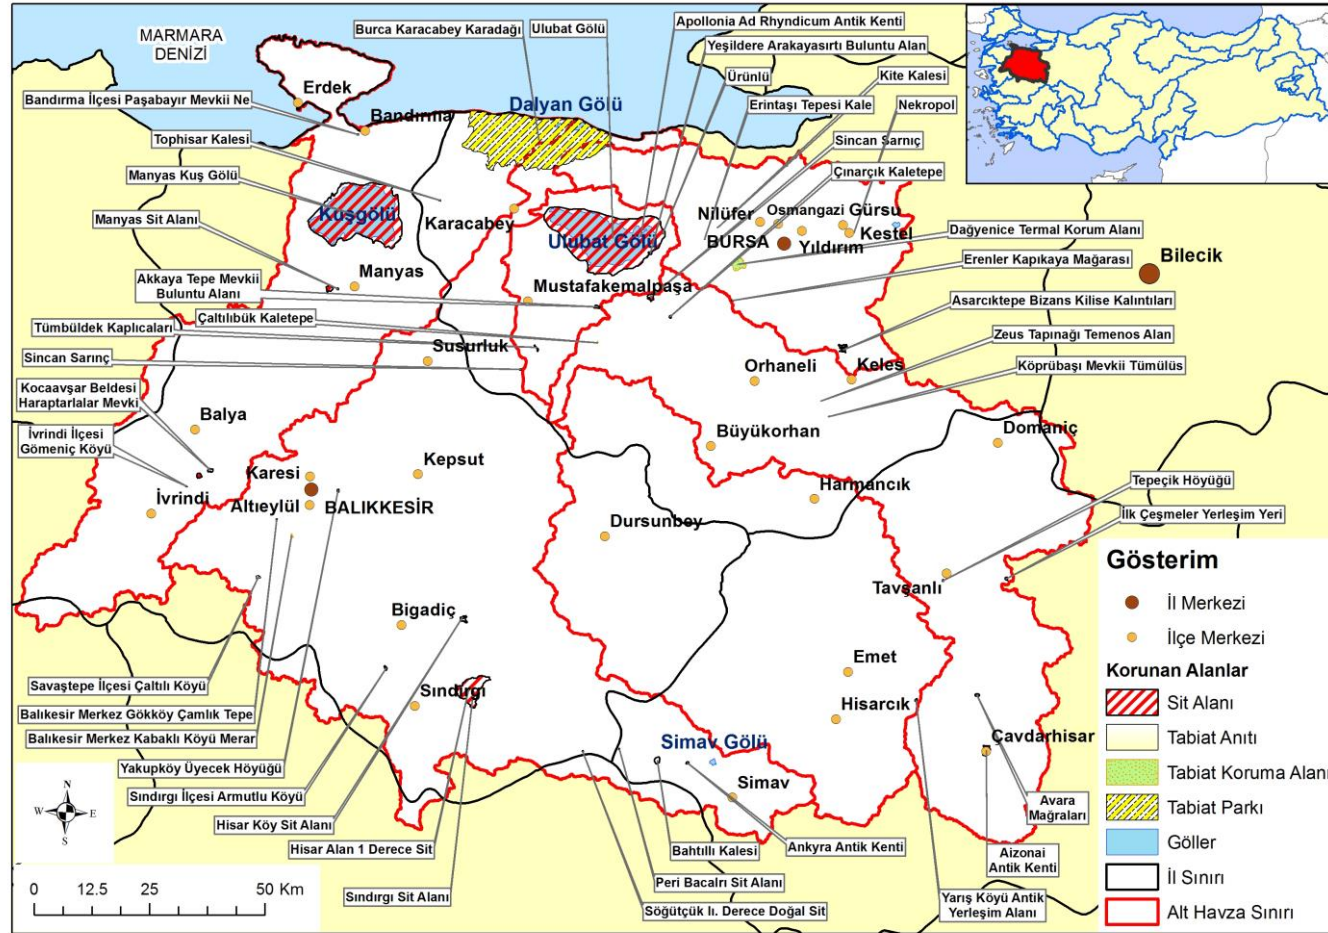 MARMARA
DENİZİ
Burca Karacabey Karadağı
Ulubat Gölü
Apollonia Ad Rhyndicum Antik Kenti
Yeşildere Arakayasırtı Buluntu Alan
Ürünlü
Kite Kalesi
Erintaşı Tepesi Kale
Nekropol
Sincan Sarnıç
Çınarçık Kaletepe
Erdek
Bandırma İlçesi Paşabayır Mevkii Ne
Bandırma
Dalyan Gölü
Tophisar Kalesi
Manyas Kuş Gölü
Kuşgölü
Karacabey
Manyas Sit Alanı
Ulubat Gölü
Nilüfer
Osmangazi
Gürsu
BURSA
Yıldırım
Kestel
Dağyenice Termal Korum Alanı
Erenler Kapıkaya Mağarası
Bilecik
Manyas
Akkaya Tepe Mevkii
Buluntu Alanı
Mustafakemalpaşa
Asarcıktepe Bizans Kilise Kalıntıları
Çaltılıbük Kaletepe
Tümbüldek Kaplıcaları
Zeus Tapınağı Temenos Alan
Sincan Sarınç
Susurluk
Köprübaşı Mevkii Tümülüs
Orhaneli
Keles
Kocaavşar Beldesi
Haraptarlalar Mevki
Balya
İvrindi İlçesi
Gömeniç Köyü
Büyükorhan
Domaniç
Karesi
Kepsut
Harmancık
Tepeçik Höyüğü
İvrindi
Altıeylül
BALIKKESİR
Dursunbey
İlk Çeşmeler Yerleşim Yeri
Tavşanlı
Bigadiç
Emet
Hisarcık
Savaştepe İlçesi Çaltılı Köyü
Sındırgı
Balıkesir Merkez Gökköy Çamlık Tepe
Balıkesir Merkez Kabaklı Köyü Merar
Simav Gölü
Çavdarhisar
Yakupköy Üyecek Höyüğü
Sındırgı İlçesi Armutlu Köyü
Simav
Avara
Mağraları
Hisar Köy Sit Alanı
Hisar Alan 1 Derece Sit
Bahtıllı Kalesi
Ankyra Antik Kenti
Aizonai
Antik Kenti
Peri Bacalrı Sit Alanı
Sındırgı Sit Alanı
Söğütçük Iı. Derece Doğal Sit
Yarış Köyü Antik
Yerleşim Alanı
N
W
E
S
0 12.5 25 50 Km
Gösterim
İl Merkezi
İlçe Merkezi
Korunan Alanlar
Sit Alanı
Tabiat Anıtı
Tabiat Koruma Alanı
Tabiat Parkı
Göller
İl Sınırı
Alt Havza Sınırı